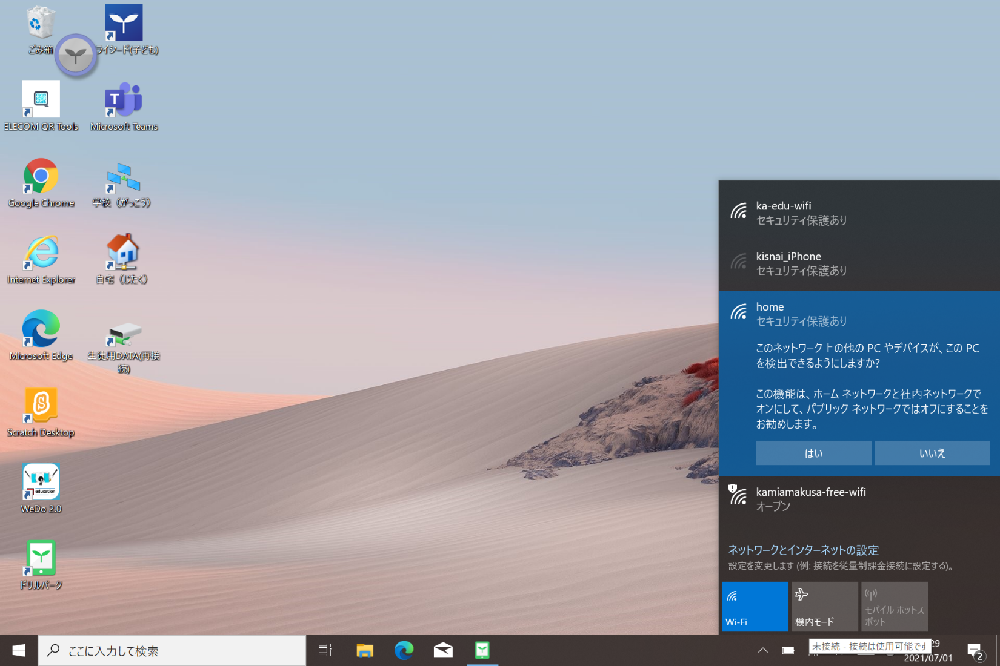 ごみ箱
ライシード(子ども)
ELECOM QR Tools
T
Microsoft Teams
Google Chrome
学校（がっこう）
Internet Explorer
自宅（じたく）
Microsoft Edge
生徒用DATA(再接
続)
S
Scratch Desktop
education
WeDo 2.0
ドリルパーク
ka-edu-wifi
セキュリティ保護あり
kisnai_iPhone
セキュリティ保護あり
home
セキュリティ保護あり
このネットワーク上の他の PC やデバイスが、この PC
を検出できるようにしますか?
この機能は、ホーム ネットワークと社内ネットワークで
オンにして、パブリック ネットワークではオフにすることを
お勧めします。
はい
いいえ
kamiamakusa-free-wifi
オープン
ネットワークとインターネットの設定
設定を変更します (例: 接続を従量制課金接続に設定する)。
Wi-Fi
機内モード
モバイル ホットス
ポット
ここに入力して検索
未接続 - 接続は使用可能です
29
2021/07/01
2